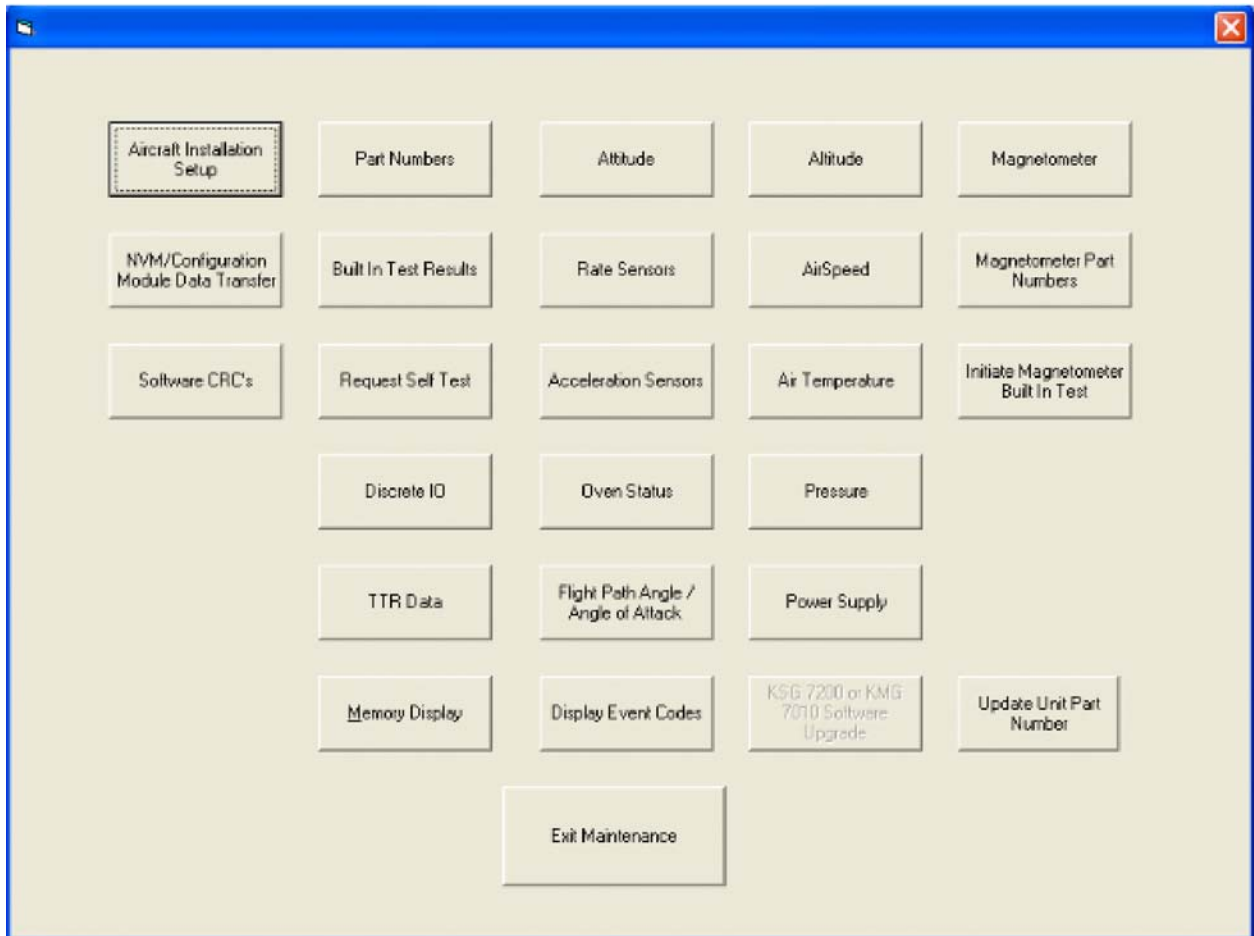 Aircraft Installation
Setup
Part Numbers
Attitude
Altitude
Magnetometer
NVM/Configuration
Module Data Transfer
Built In Test Results
Rate Sensors
AirSpeed
Magnetometer Part
Numbers
Software CRC's
Request Self Test
Acceleration Sensors
Air Temperature
Initiate Magnetometer
Built In Test
Discrete IO
Oven Status
Pressure
TTR Data
Flight Path Angle /
Angle of Attack
Power Supply
Memory Display
Display Event Codes
KSG 7200 or KMG
7010 Software
Upgrade
Update Unit Part
Number
Exit Maintenance